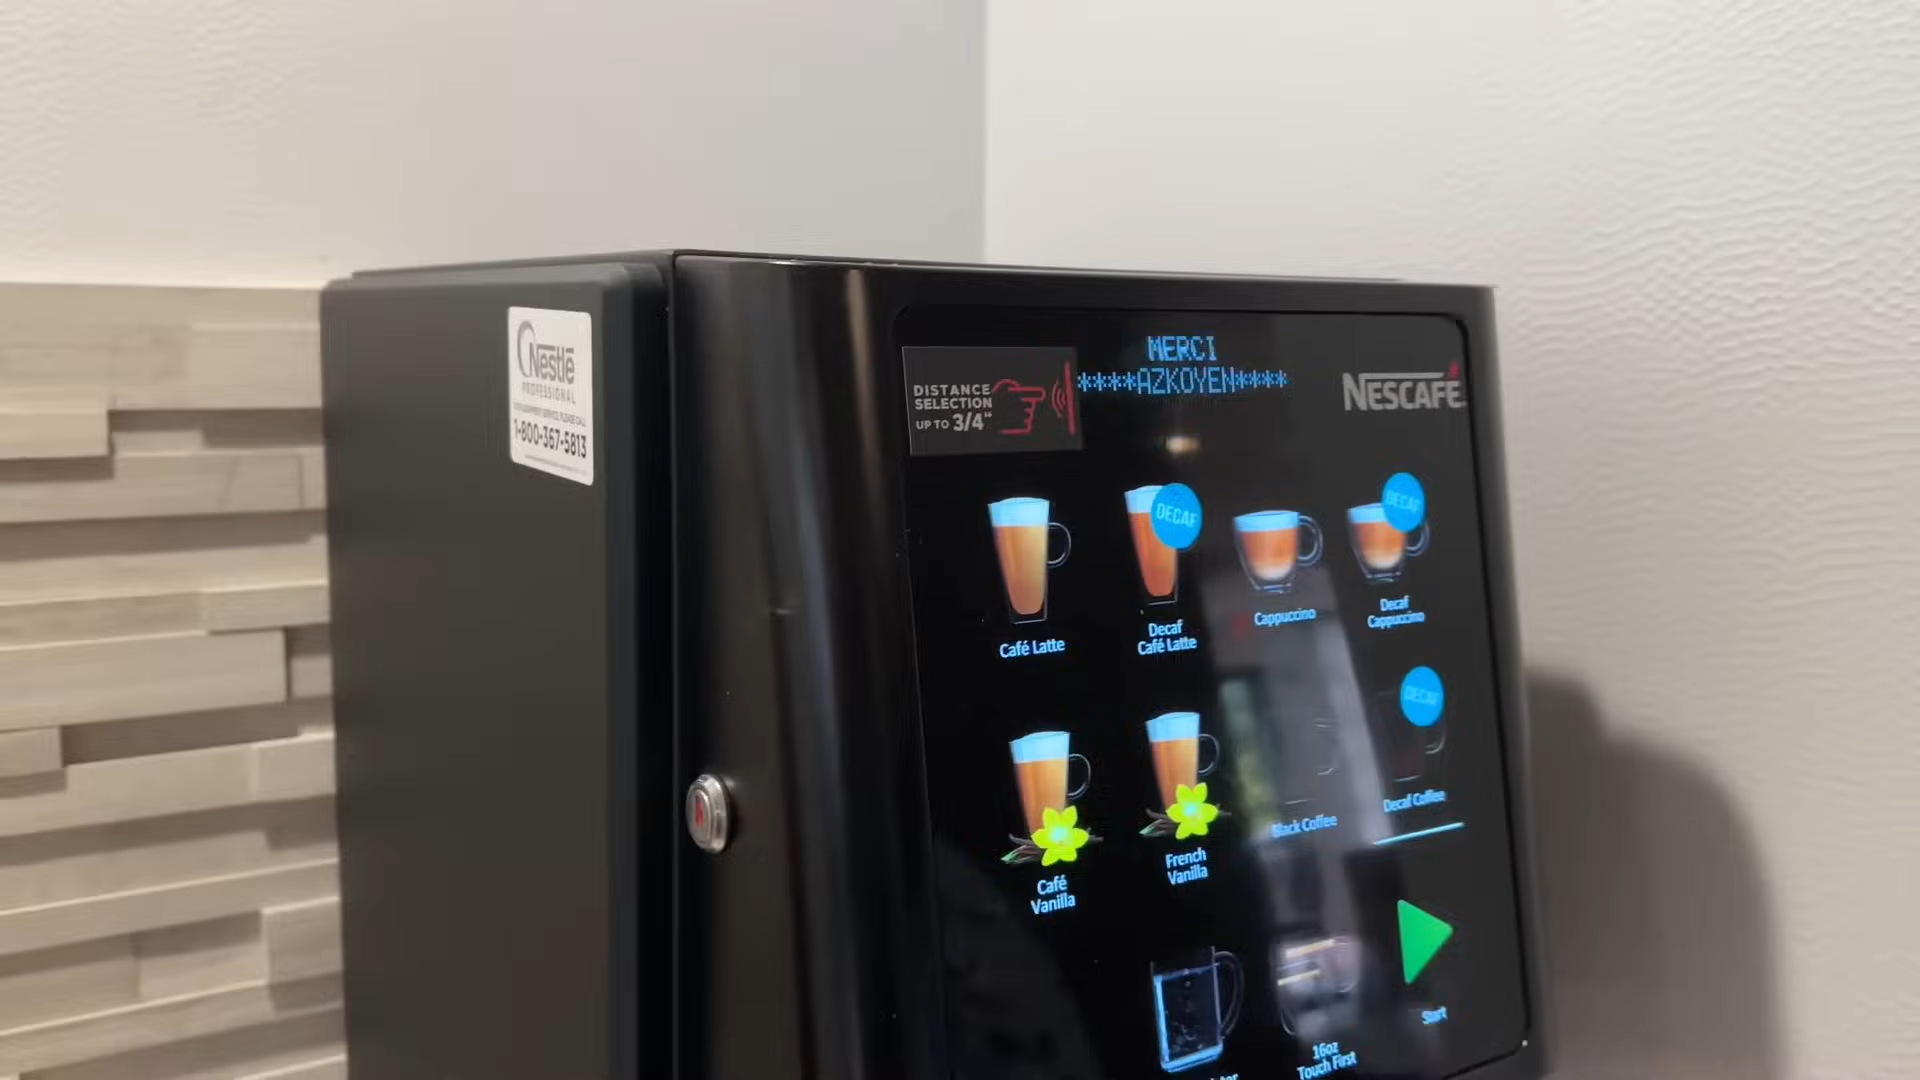 Nestlé
PROFESSIONAL
1-800-367-5813
DISTANCE
SELECTION
UP TO 3/4"
MERCI
****AZKOYEN****
NESCAFÉ
DECAF
DECAF
Café Latte
Decaf
Café Latte
Cappuccino
Decaf
Cappuccino
DECAF
Café
Vanilla
French
Vanilla
Black Coffee
Decaf Coffee
16oz
Touch First
Start